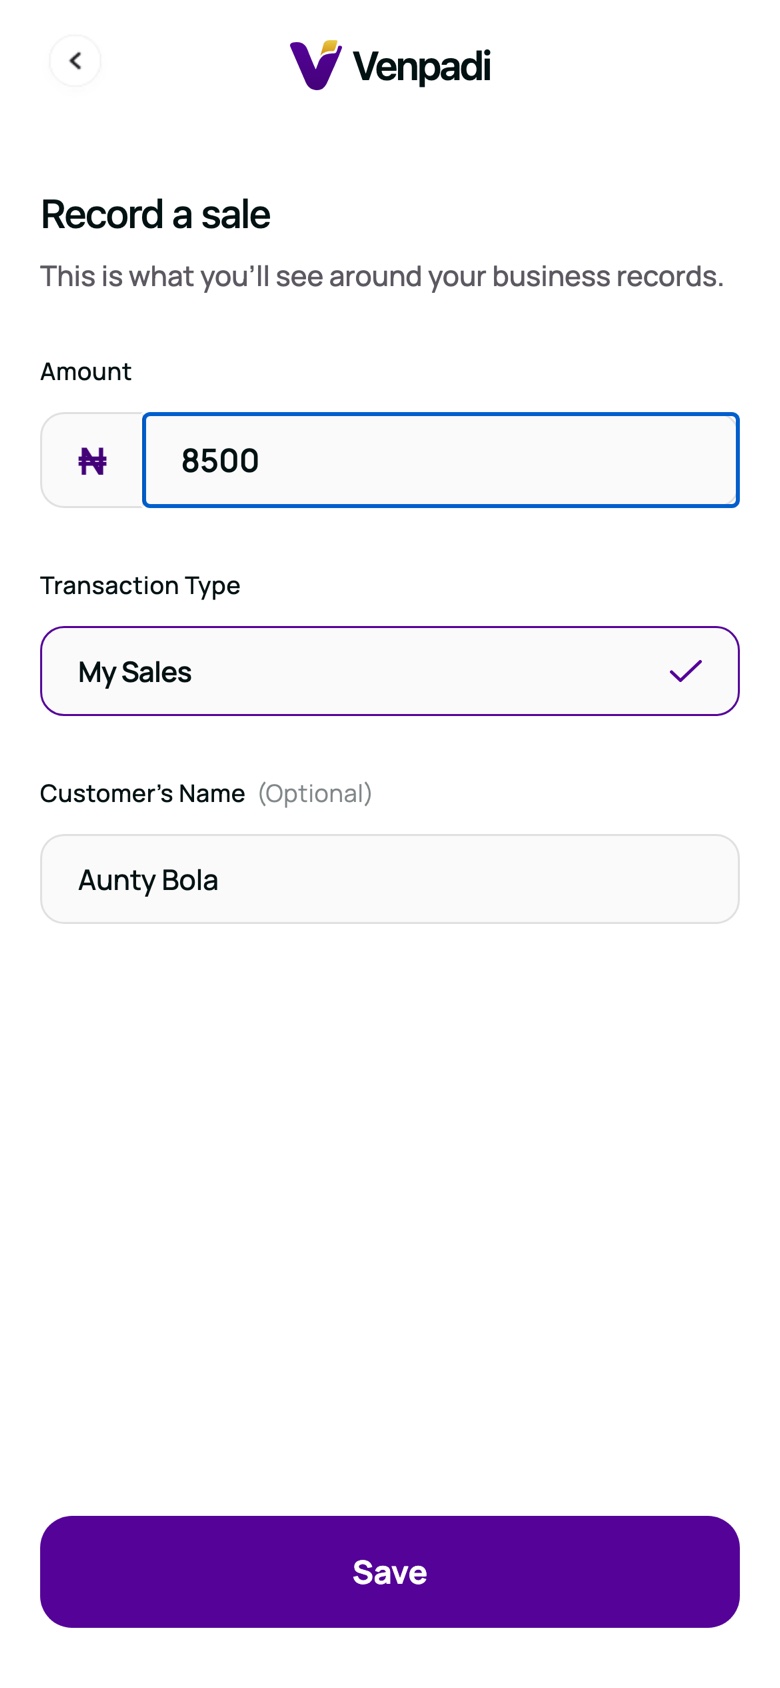 Venpadi
Record a sale
This is what you'll see around your business records.
Amount
₦ 8500
Transaction Type
My Sales
Customer's Name (Optional)
Aunty Bola
Save